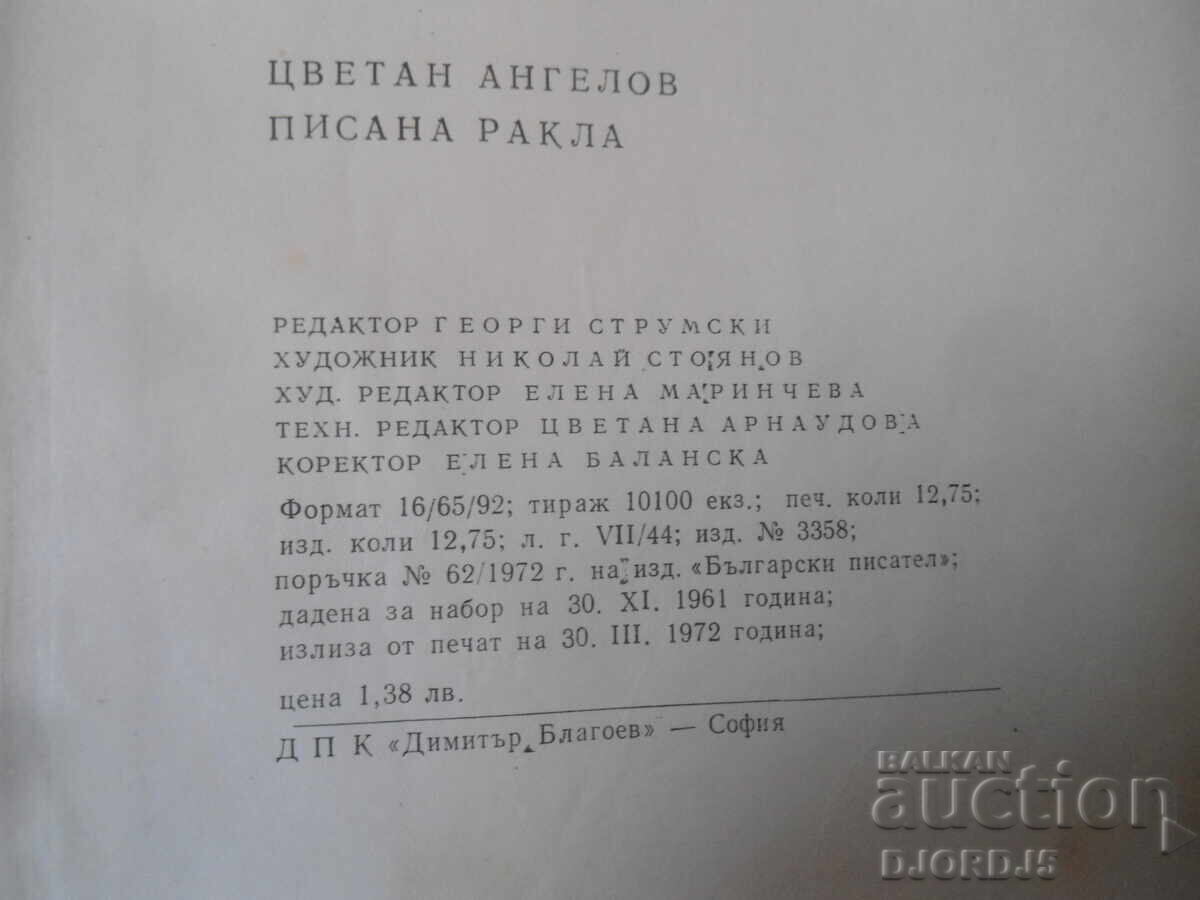 ЦВЕТАН АНГЕЛОВ
ПИСАНА РАКЛА
РЕДАКТОР ГЕОРГИ СТРУМСКИ
ХУДОЖНИК НИКОЛАЙ СТОЯНОВ
ХУД. РЕДАКТОР ЕЛЕНА МАРИНЧЕВА
ТЕХН. РЕДАКТОР ЦВЕТАНА АРНАУДОВА
КОРЕКТОР ЕЛЕНА БАЛАНСКА
Формат 16/65/92; тираж 10100 екз.; печ. коли 12,75;
изд. коли 12,75; л. г. VII/44; изд. № 3358;
поръчка № 62/1972 г. на изд. «Български писател»;
дадена за набор на 30. XI. 1961 година;
излиза от печат на 30. III. 1972 година;
цена 1,38 лв.
ДПК «Димитър Благоев» — София
BALKAN
auction
DJORDJ5